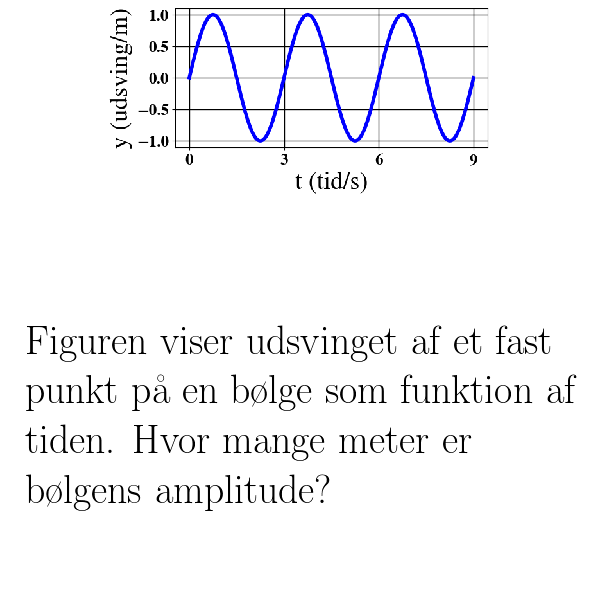 1.0
0.5
0.0
−0.5
−1.0
y (udsving/m)
0 3 6 9
t (tid/s)
Figuren viser udsvinget af et fast
punkt på en bølge som funktion af
tiden. Hvor mange meter er
bølgens amplitude?